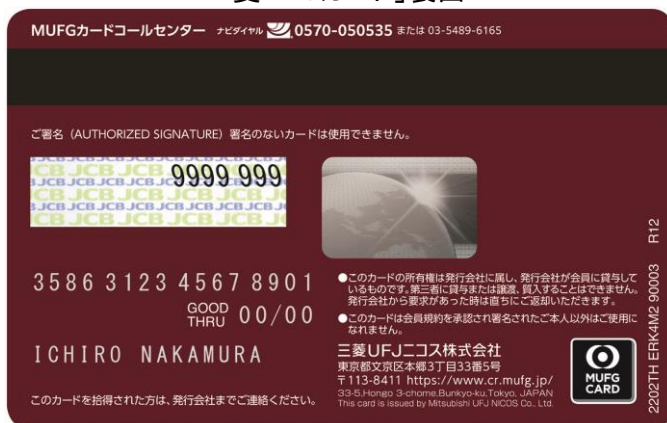 MUFGカードコールセンター ナビダイヤル 0570-050535 または 03-5489-6165
ご署名（AUTHORIZED SIGNATURE）署名のないカードは使用できません。
JCB JCB JCB JCB JCB JCB
9999 999
3586 3123 4567 8901
GOOD THRU 00/00
ICHIRO NAKAMURA
このカードを拾得された方は、発行会社までご連絡ください。
●このカードの所有権は発行会社に属し、発行会社が会員に貸与して
いるものです。第三者に貸与または譲渡、質入することはできません。
発行会社から要求があった時は直ちにご返却いただきます。
●このカードは会員規約を承認され署名されたご本人以外はご使用に
なれません。
三菱UFJニコス株式会社
東京都文京区本郷3丁目33番5号
〒113-8411 https://www.cr.mufg.jp/
33-5,Hongo 3-chome,Bunkyo-ku,Tokyo, JAPAN
This card is issued by Mitsubishi UFJ NICOS Co., Ltd.
MUFG
CARD
2202TH ERK4M2 90003 R12